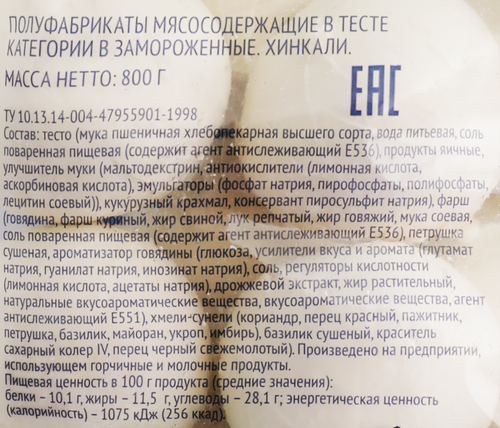 ПОЛУФАБРИКАТЫ МЯСОСОДЕРЖАЩИЕ В ТЕСТЕ
КАТЕГОРИИ В ЗАМОРОЖЕННЫЕ. ХИНКАЛИ.
МАССА НЕТТО: 800 Г
ЕАС
ТУ 10.13.14-004-47955901-1998
Состав: тесто (мука пшеничная хлебопекарная высшего сорта, вода питьевая, соль
поваренная пищевая (содержит агент антислеживающий Е536), продукты яичные,
улучшитель муки (мальтодекстрин, антиокислители (лимонная кислота,
аскорбиновая кислота), эмульгаторы (фосфат натрия, пирофосфаты, полифосфаты,
лецитин соевый)), кукурузный крахмал, консервант пиросульфит натрия), фарш
(говядина, фарш куриный, жир свиной, лук репчатый, жир говяжий, мука соевая,
соль поваренная пищевая (содержит агент антислеживающий Е536), петрушка
сушеная, ароматизатор говядины (глюкоза, усилители вкуса и аромата (глутамат
натрия, гуанилат натрия, инозинат натрия), соль, регуляторы кислотности
(лимонная кислота, ацетаты натрия), дрожжевой экстракт, жир растительный,
натуральные вкусоароматические вещества, вкусоароматические вещества, агент
антислеживающий Е551), хмели-сунели (кориандр, перец красный, пажитник,
петрушка, базилик, майоран, укроп, имбирь), базилик сушеный, краситель
сахарный колер IV, перец черный свежемолотый). Произведено на предприятии,
использующем горчичные и молочные продукты.
Пищевая ценность в 100 г продукта (средние значения):
белки – 10,1 г, жиры – 11,5 г, углеводы – 28,1 г; энергетическая ценность
(калорийность) – 1075 кДж (256 ккал).